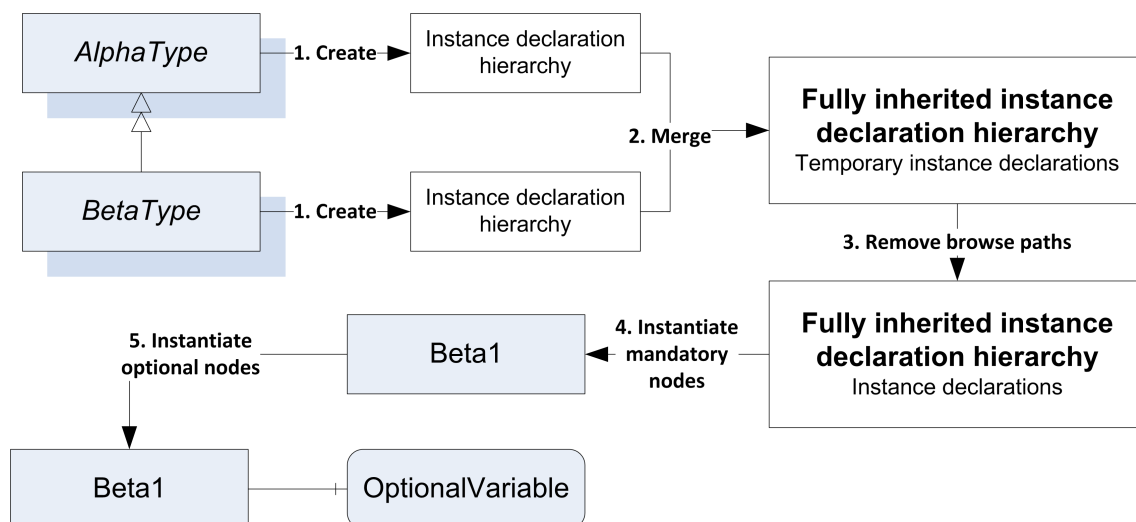 AlphaType
1. Create
Instance declaration
hierarchy
2. Merge
Fully inherited instance
declaration hierarchy
Temporary instance declarations
BetaType
1. Create
Instance declaration
hierarchy
3. Remove browse paths
Fully inherited instance
declaration hierarchy
Instance declarations
4. Instantiate
mandatory
nodes
Beta1
5. Instantiate
optional nodes
Beta1
OptionalVariable